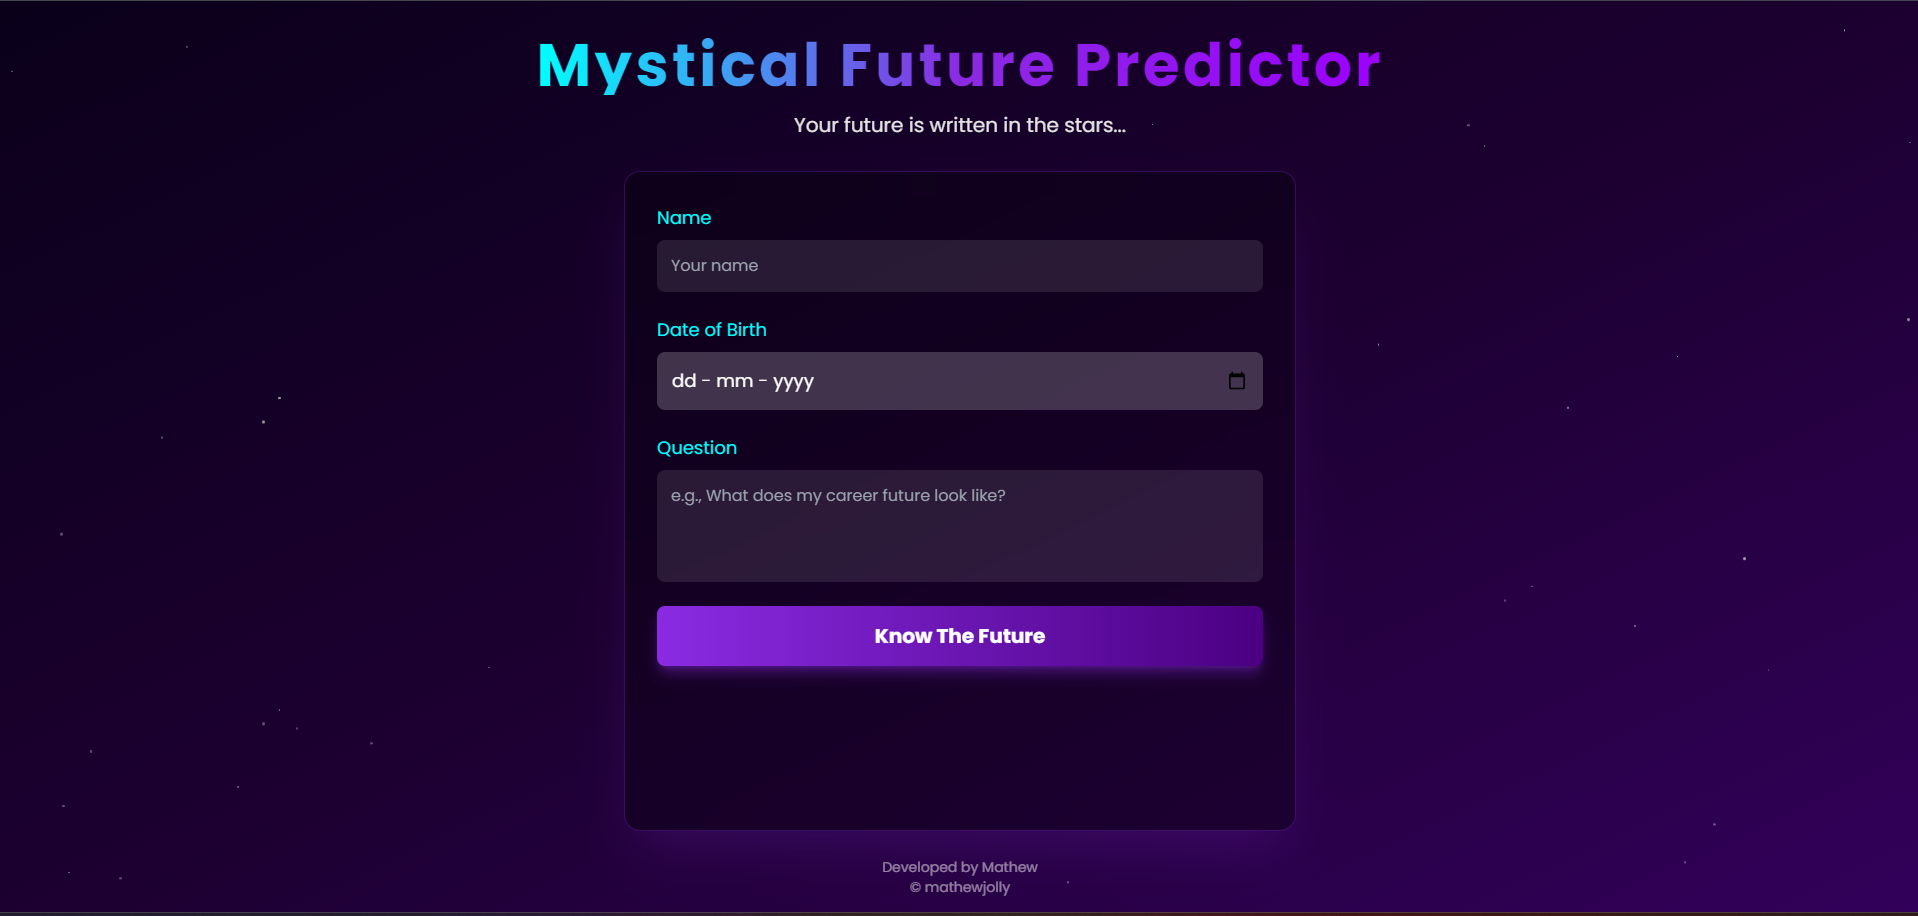 Mystical Future Predictor
Your future is written in the stars...
Name
Your name
Date of Birth
dd - mm - yyyy
Question
e.g., What does my career future look like?
Know The Future
Developed by Mathew
© mathewjolly